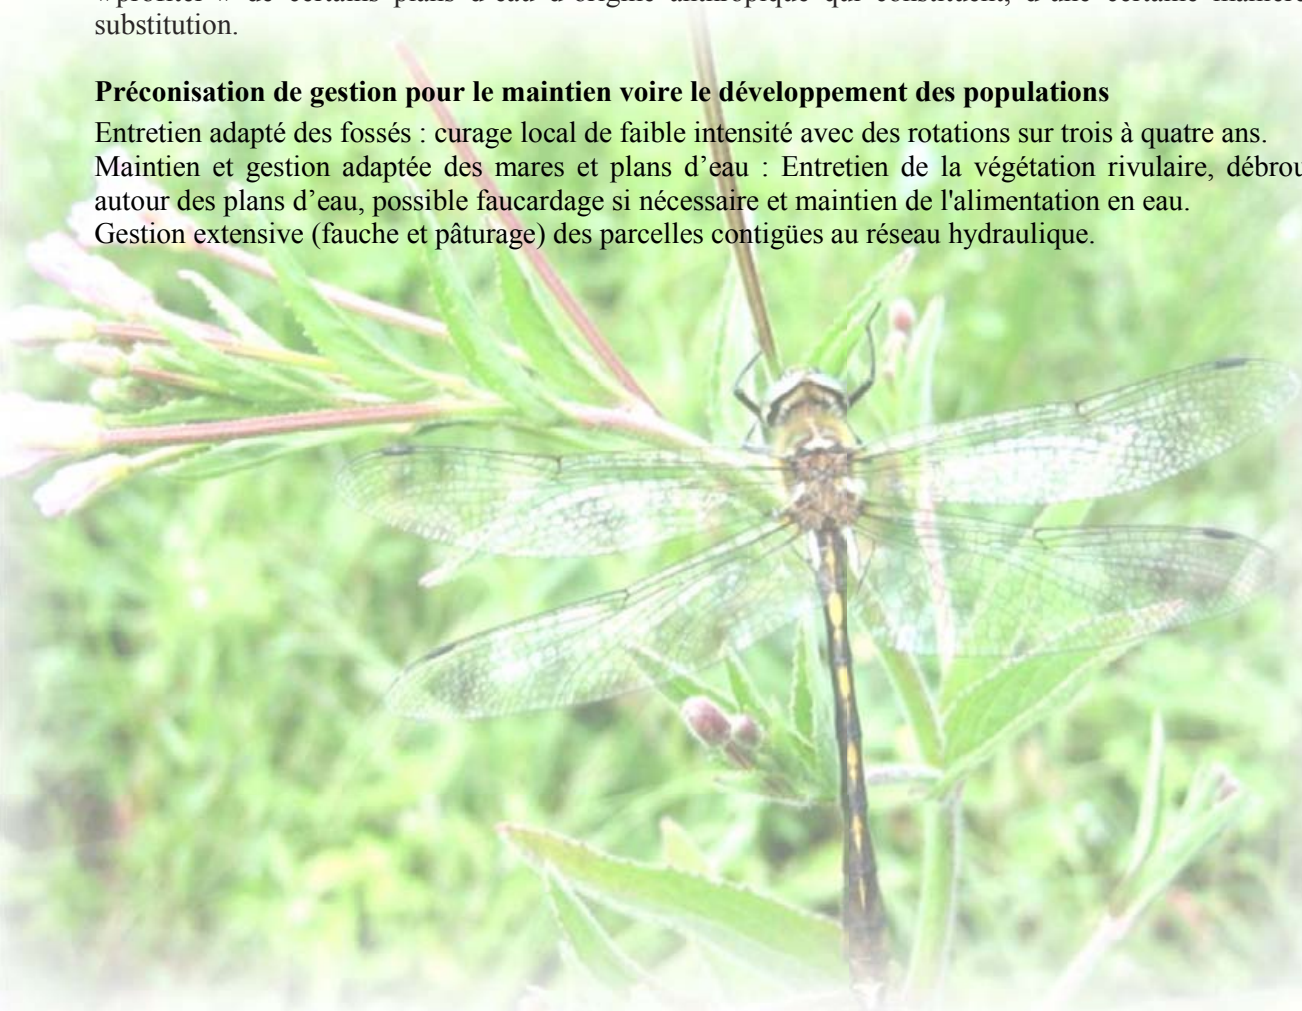 substitution.
Préconisation de gestion pour le maintien voire le développement des populations
Entretien adapté des fossés : curage local de faible intensité avec des rotations sur trois à quatre ans.
Maintien et gestion adaptée des mares et plans d’eau : Entretien de la végétation rivulaire,
autour des plans d’eau, possible faucardage si nécessaire et maintien de l'alimentation en eau.
Gestion extensive (fauche et pâturage) des parcelles contigües au réseau hydraulique.